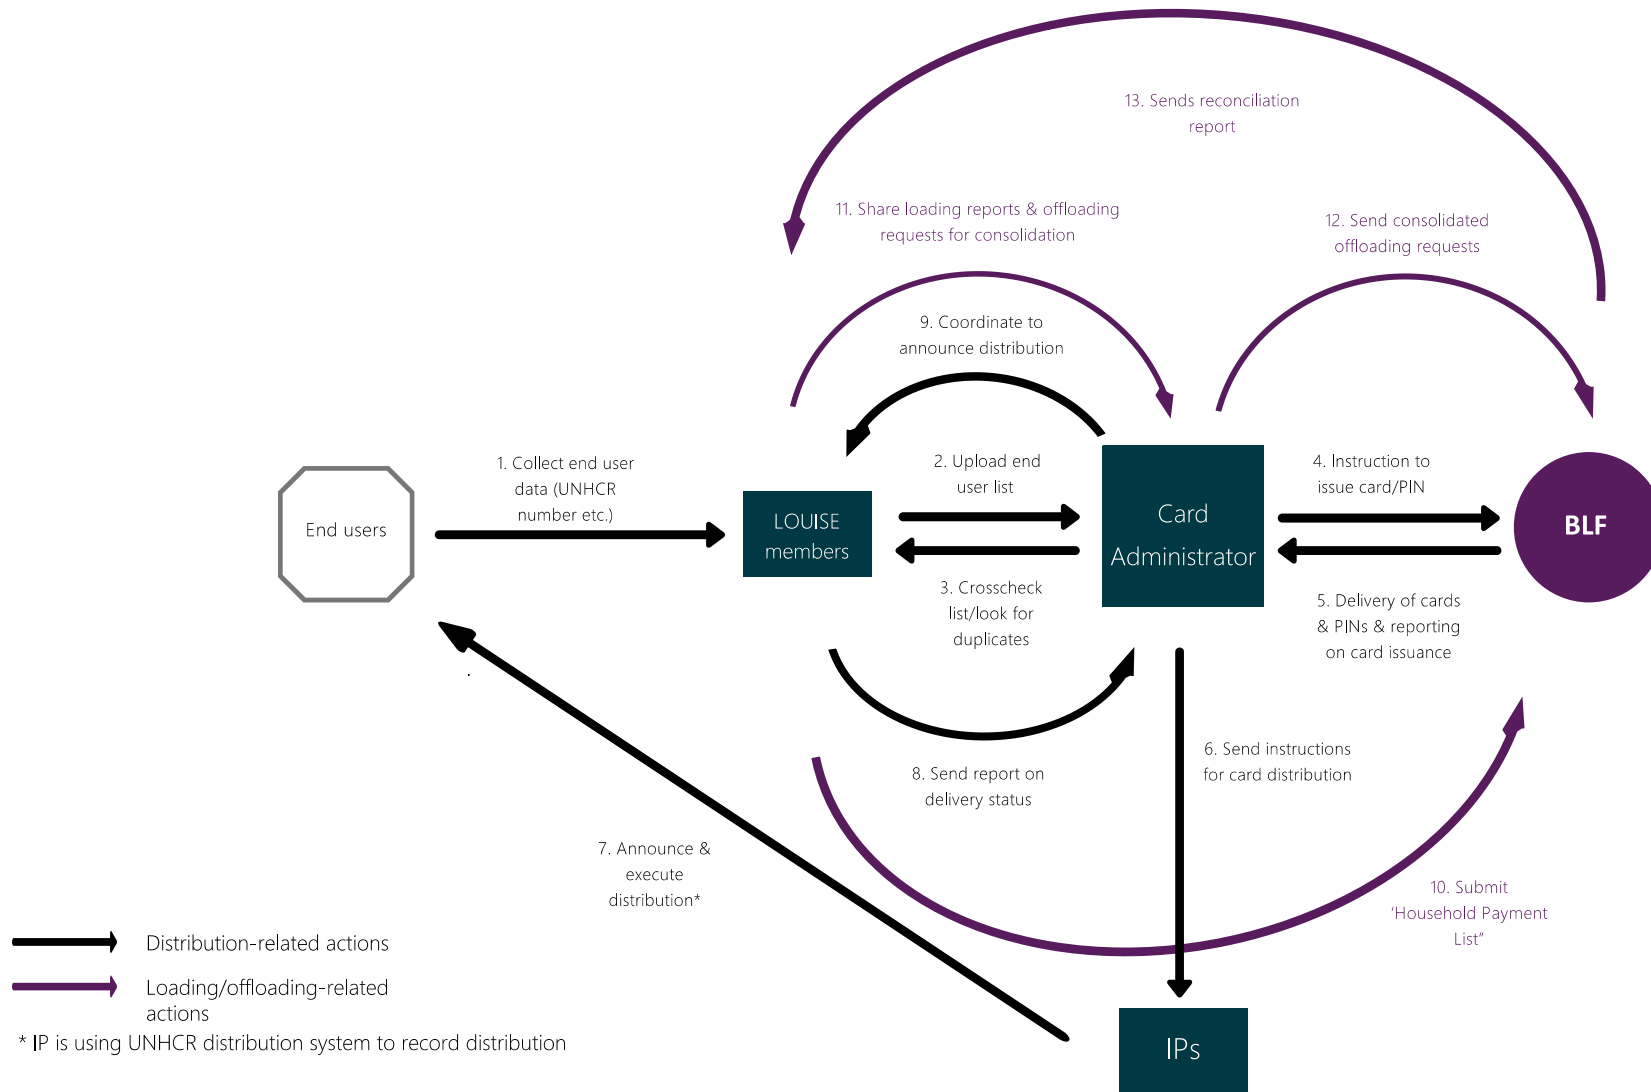 13. Sends reconciliation
report
11. Share loading reports & offloading
requests for consolidation
12. Send consolidated
offloading requests
9. Coordinate to
announce distribution
1. Collect end user
data (UNHCR
number etc.)
2. Upload end
user list
4. Instruction to
issue card/PIN
End users
LOUISE
members
Card
Administrator
BLF
3. Crosscheck
list/look for
duplicates
5. Delivery of cards
& PINs & reporting
on card issuance
8. Send report on
delivery status
6. Send instructions
for card distribution
7. Announce &
execute
distribution*
10. Submit
‘Household Payment
List”
Distribution-related actions
Loading/offloading-related
actions
* IP is using UNHCR distribution system to record distribution
IPs